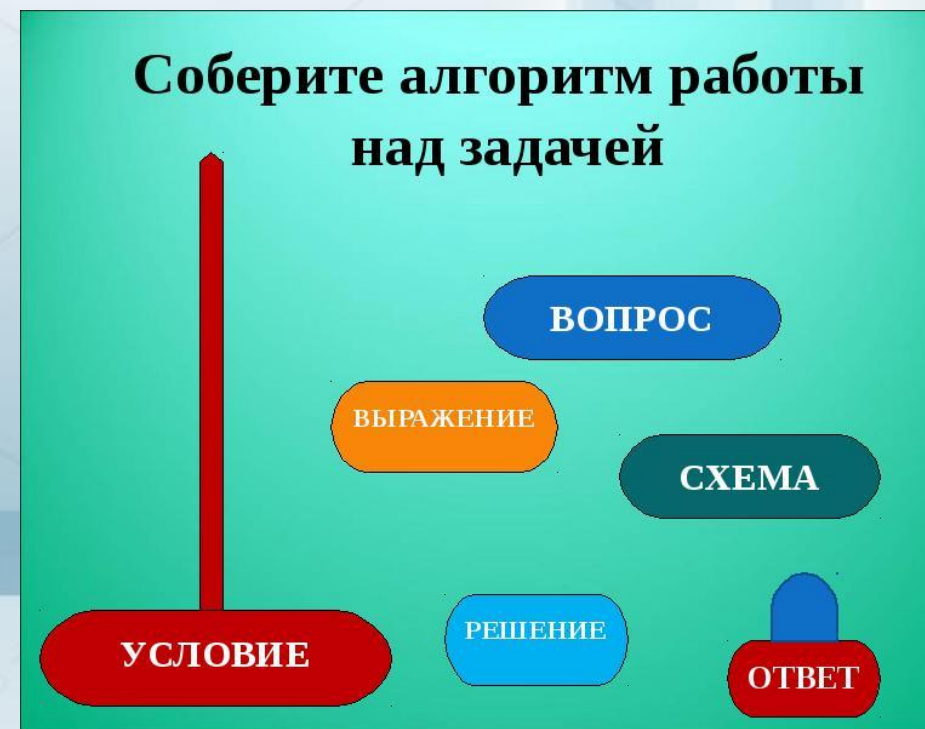 Соберите алгоритм работы
над задачей
ВОПРОС
ВЫРАЖЕНИЕ
СХЕМА
УСЛОВИЕ
РЕШЕНИЕ
ОТВЕТ